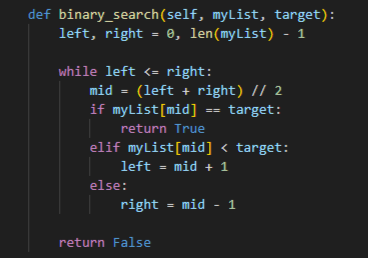 def binary_search(self, myList, target):
    left, right = 0, len(myList) - 1

    while left <= right:
        mid = (left + right) // 2
        if myList[mid] == target:
            return True
        elif myList[mid] < target:
            left = mid + 1
        else:
            right = mid - 1

    return False